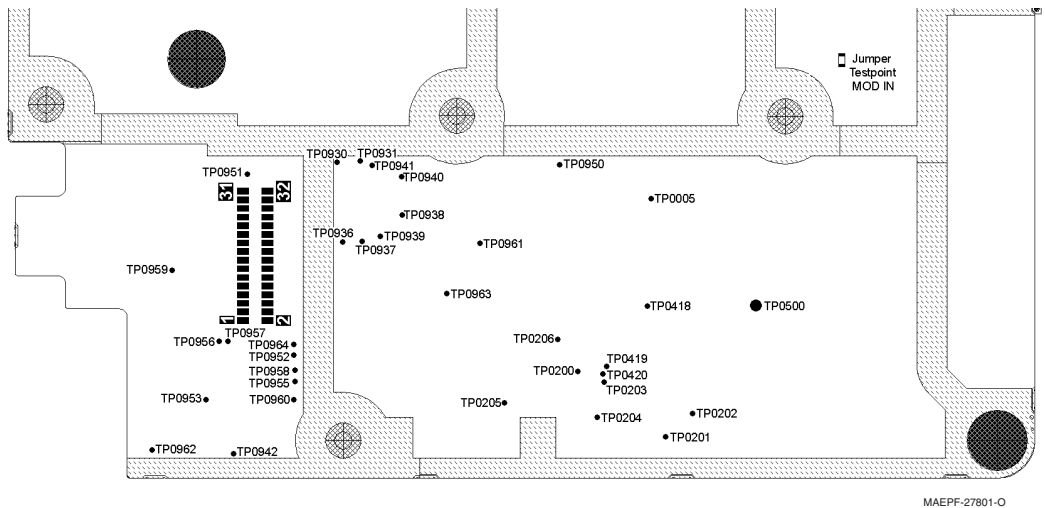 Jumper
Testpoint
MOD IN
TP0930
TP0931
TP0941
TP0950
TP0951
TP0940
31
32
TP0005
TP0938
TP0936
TP0939
TP0937
TP0961
TP0959
TP0963
TP0418
TP0500
1
2
TP0957
TP0956
TP0964
TP0206
TP0952
TP0419
TP0958
TP0200
TP0420
TP0955
TP0203
TP0953
TP0960
TP0205
TP0204
TP0202
TP0201
TP0962
TP0942
MAEPF-27801-O